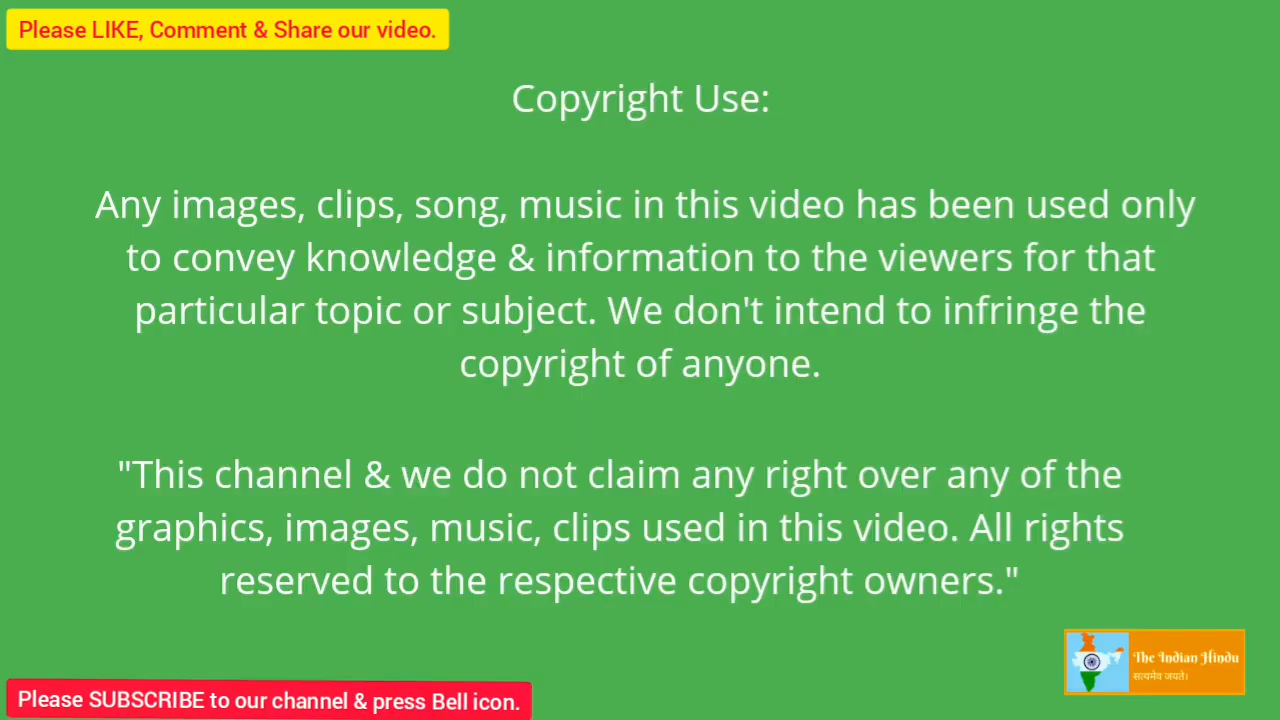 Please LIKE, Comment & Share our video.
Copyright Use:
Any images, clips, song, music in this video has been used only
to convey knowledge & information to the viewers for that
particular topic or subject. We don't intend to infringe the
copyright of anyone.
"This channel & we do not claim any right over any of the
graphics, images, music, clips used in this video. All rights
reserved to the respective copyright owners."
The Indian Hindu
सत्यमेव जयते।
Please SUBSCRIBE to our channel & press Bell icon.